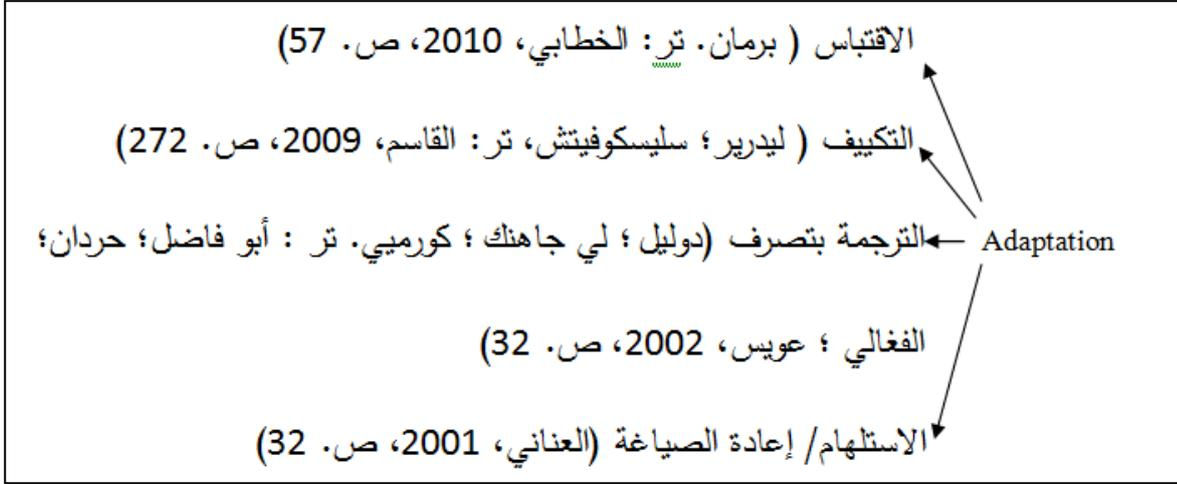 الاقتباس ( برمان. تر: الخطابي، 2010، ص. 57)
التكييف ( ليدرير؛ سليسكوفيتش، تر: القاسم، 2009، ص. 272)
Adaptation
الترجمة بتصرف (دوليل ؛ لي جاهنك ؛ كورميي. تر : أبو فاضل؛ حردان؛
الفغالي ؛ عويس، 2002، ص. 32)
الاستلهام/ إعادة الصياغة (العناني، 2001، ص. 32)